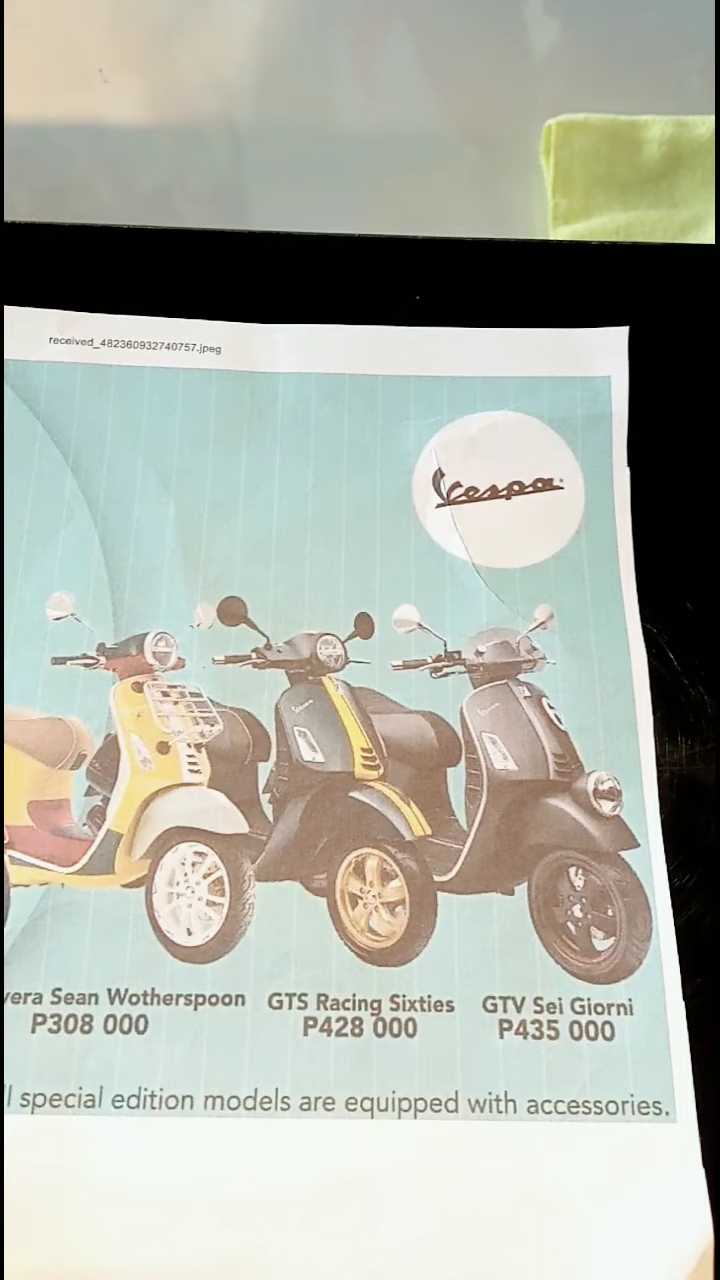 received_482360932740757.jpeg
Vespa
vera Sean Wotherspoon
P308 000
GTS Racing Sixties
P428 000
GTV Sei Giorni
P435 000
l special edition models are equipped with accessories.